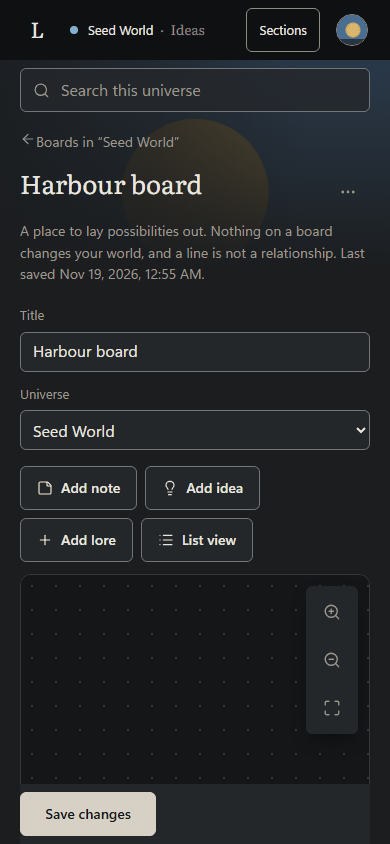 L
Seed World · Ideas
Sections
Search this universe
Boards in “Seed World”
Harbour board
A place to lay possibilities out. Nothing on a board
changes your world, and a line is not a relationship. Last
saved Nov 19, 2026, 12:55 AM.
Title
Harbour board
Universe
Seed World
Add note
Add idea
Add lore
List view
Save changes